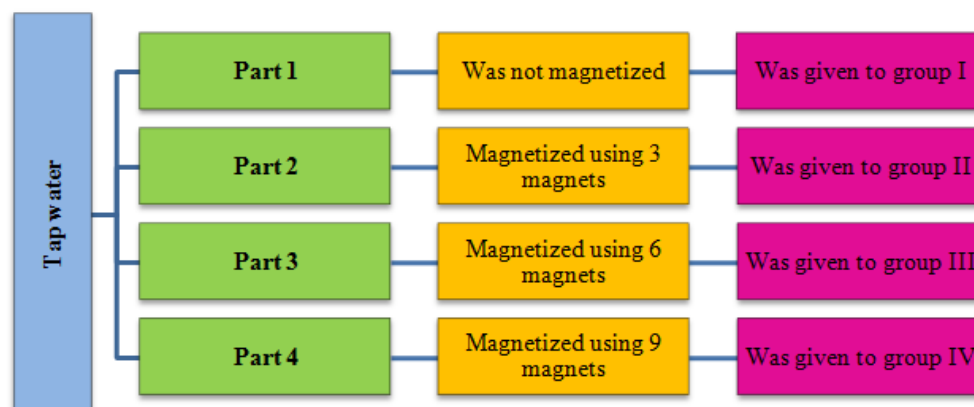 Tap water
Part 1
Was not magnetized
Was given to group I
Part 2
Magnetized using 3
magnets
Was given to group II
Part 3
Magnetized using 6
magnets
Was given to group III
Part 4
Magnetized using 9
magnets
Was given to group IV